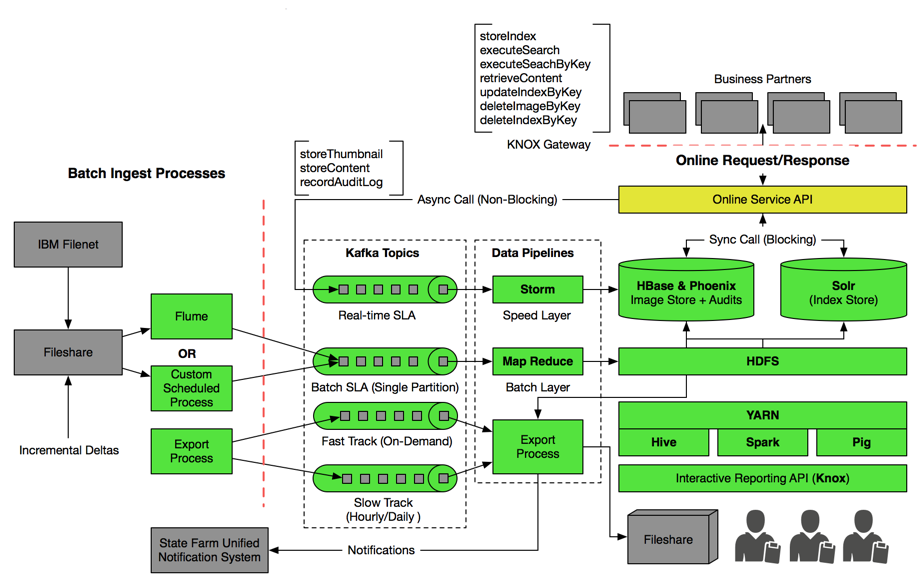 storeIndex
executeSearch
executeSeachByKey
retrieveContent
updateIndexByKey
deleteImageByKey
deleteIndexByKey
KNOX Gateway
Business Partners
Online Request/Response
storeThumbnail
storeContent
recordAuditLog
Batch Ingest Processes
Async Call (Non-Blocking)
Online Service API
Sync Call (Blocking)
IBM Filenet
Fileshare
Incremental Deltas
Flume
OR
Custom
Scheduled
Process
Export
Process
Kafka Topics
Real-time SLA
Batch SLA (Single Partition)
Fast Track (On-Demand)
Slow Track
(Hourly/Daily )
Data Pipelines
Storm
Speed Layer
Map Reduce
Batch Layer
Export
Process
HBase & Phoenix
Image Store + Audits
Solr
(Index Store)
HDFS
YARN
Hive
Spark
Pig
Interactive Reporting API (Knox)
State Farm Unified
Notification System
Notifications
Fileshare